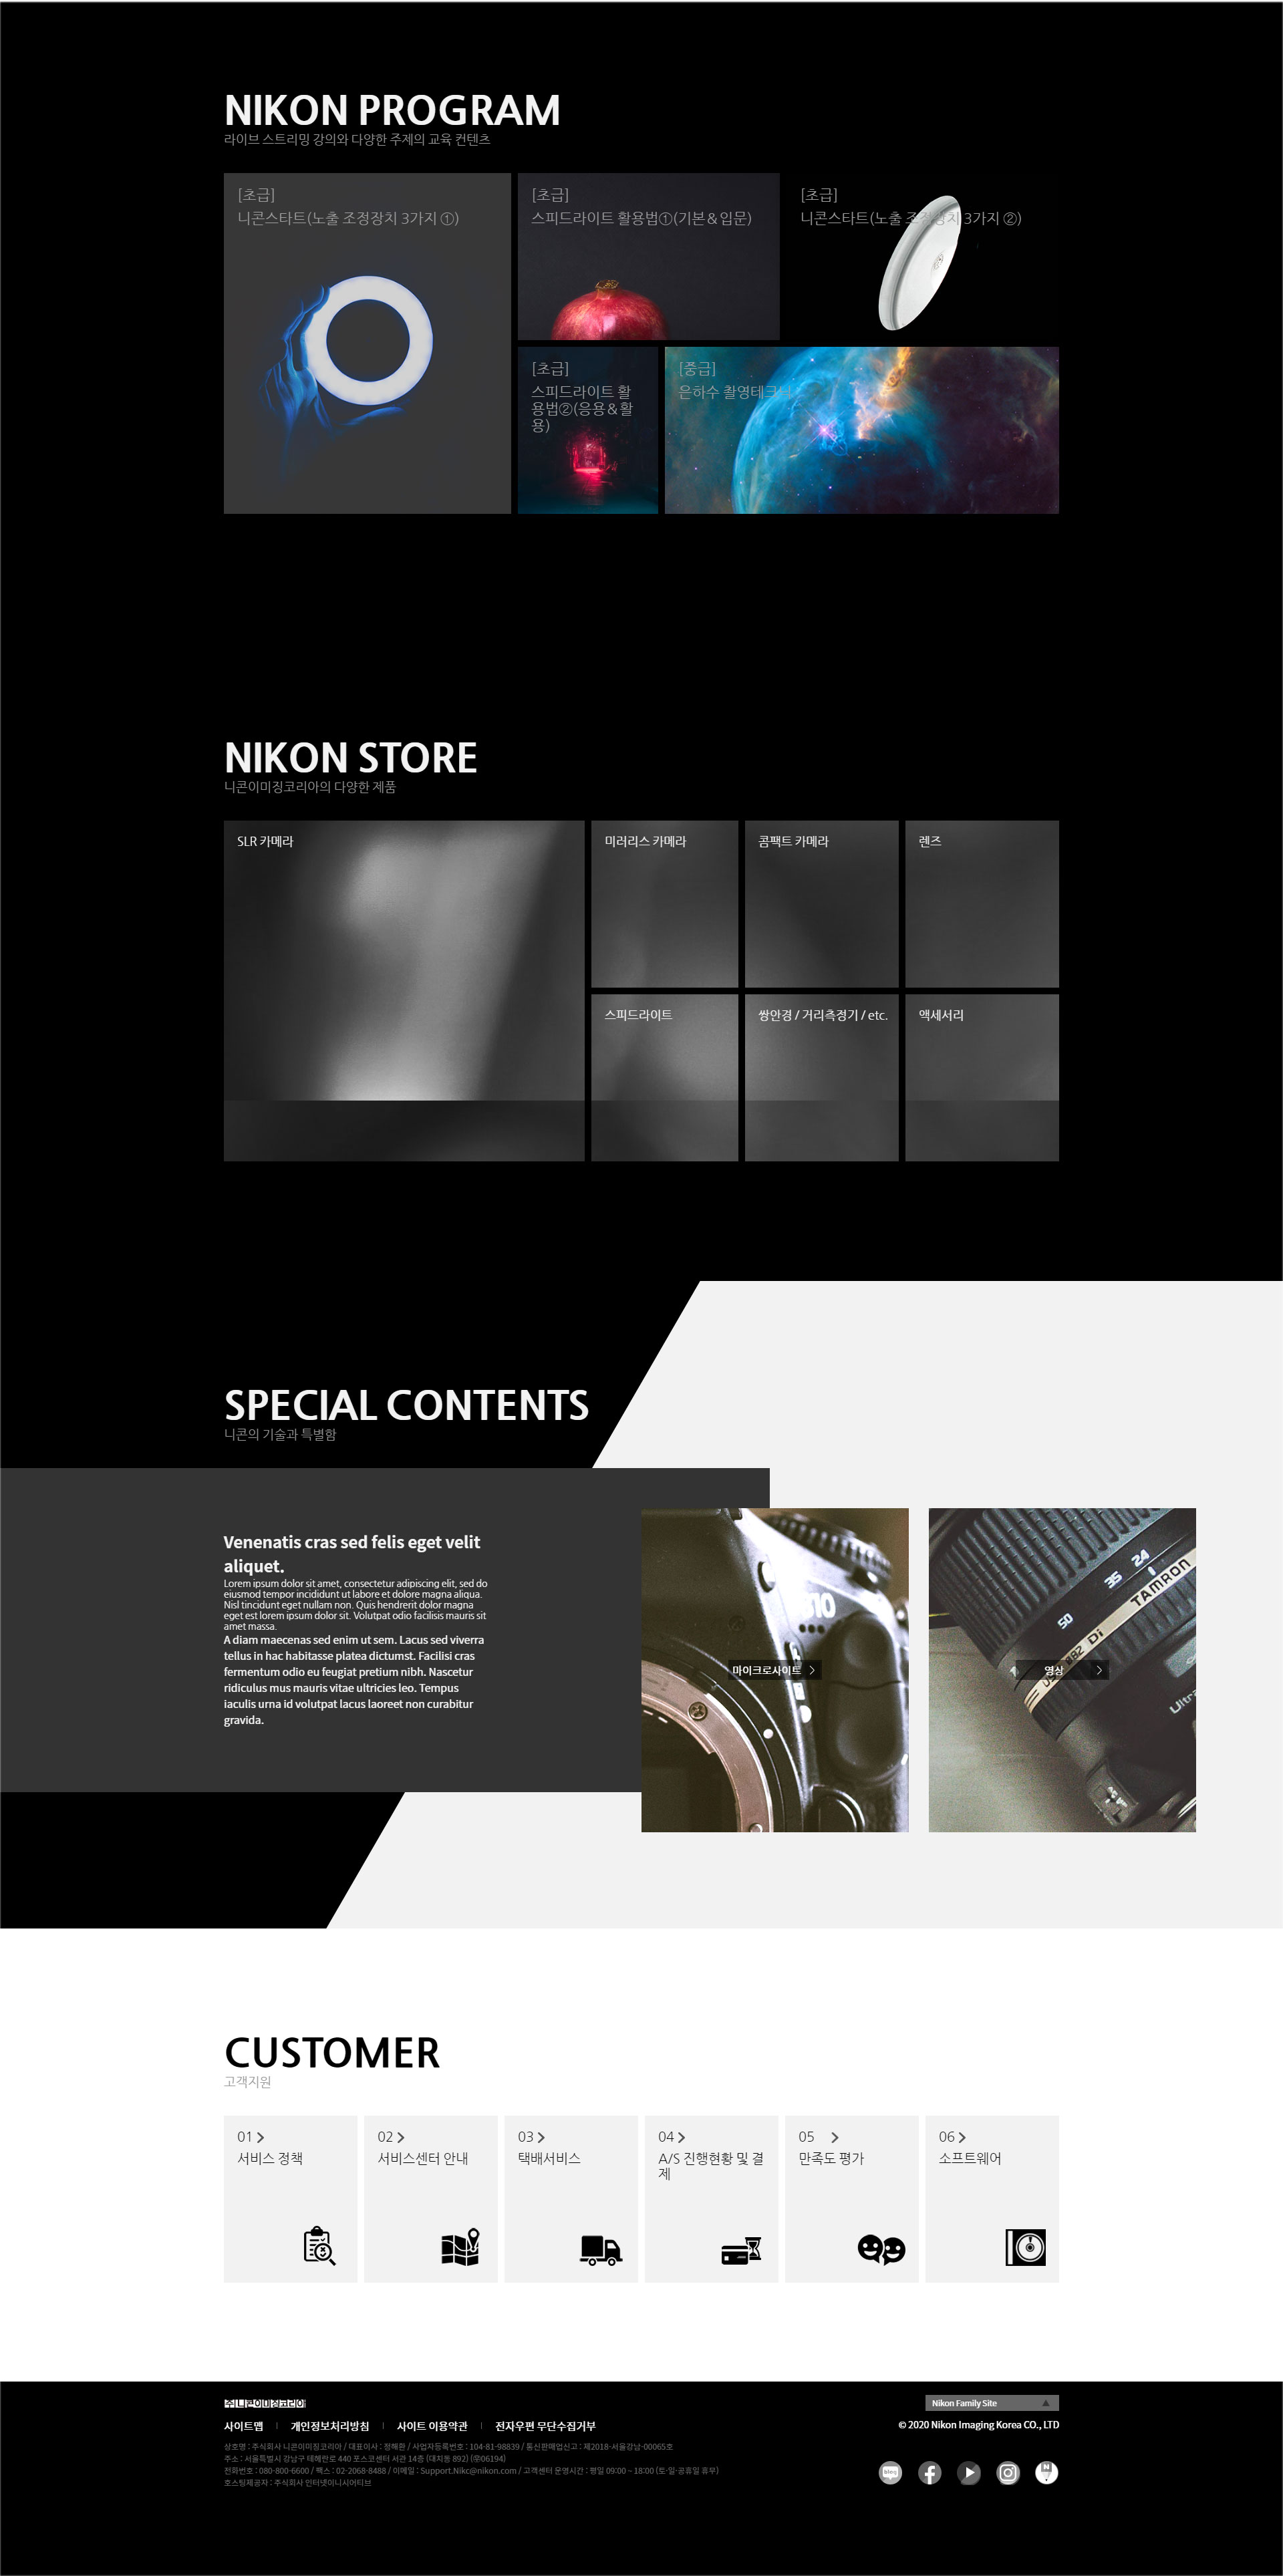 NIKON PROGRAM
라이브 스트리밍 강의와 다양한 주제의 교육 컨텐츠
[초급]
니콘스타트(노출 조정장치 3가지 ①)
[초급]
스피드라이트 활용법①(기본&입문)
[초급]
니콘스타트(노출 조정장치 3가지 ②)
[초급]
스피드라이트 활
용법②(응용&활
용)
[중급]
은하수 촬영테크닉
NIKON STORE
니콘이미징코리아의 다양한 제품
SLR 카메라
미러리스 카메라
콤팩트 카메라
렌즈
스피드라이트
쌍안경 / 거리측정기 / etc.
액세서리
SPECIAL CONTENTS
니콘의 기술과 특별함
Venenatis cras sed felis eget velit
aliquet.
Lorem ipsum dolor sit amet, consectetur adipiscing elit, sed do
eiusmod tempor incididunt ut labore et dolore magna aliqua.
Nisl tincidunt eget nullam non. Quis hendrerit dolor magna
eget est lorem ipsum dolor sit. Volutpat odio facilisis mauris sit
amet massa.
A diam maecenas sed enim ut sem. Lacus sed viverra
tellus in hac habitasse platea dictumst. Facilisi cras
fermentum odio eu feugiat pretium nibh. Nascetur
ridiculus mus mauris vitae ultricies leo. Tempus
iaculis urna id volutpat lacus laoreet non curabitur
gravida.
마이크로사이트
35 24
50
TAMRON
Di
영상
CUSTOMER
고객지원
01
서비스 정책
02
서비스센터 안내
03
택배서비스
04
A/S 진행현황 및 결
제
05
만족도 평가
06
소프트웨어
주)니콘이미징코리아
Nikon Family Site
사이트맵
개인정보처리방침
사이트 이용약관
전자우편 무단수집거부
© 2020 Nikon Imaging Korea CO., LTD
상호명 : 주식회사 니콘이미징코리아 / 대표이사 : 정해환 / 사업자등록번호 : 104-81-98839 / 통신판매업신고 : 제2018-서울강남-00065호
주소 : 서울특별시 강남구 테헤란로 440 포스코센터 서관 14층 (대치동 892) (㉾06194)
전화번호 : 080-800-6600 / 팩스 : 02-2068-8488 / 이메일 : Support.Nikc@nikon.com / 고객센터 운영시간 : 평일 09:00 ~ 18:00 (토·일·공휴일 휴무)
호스팅제공자 : 주식회사 인터넷이니시어티브
blog